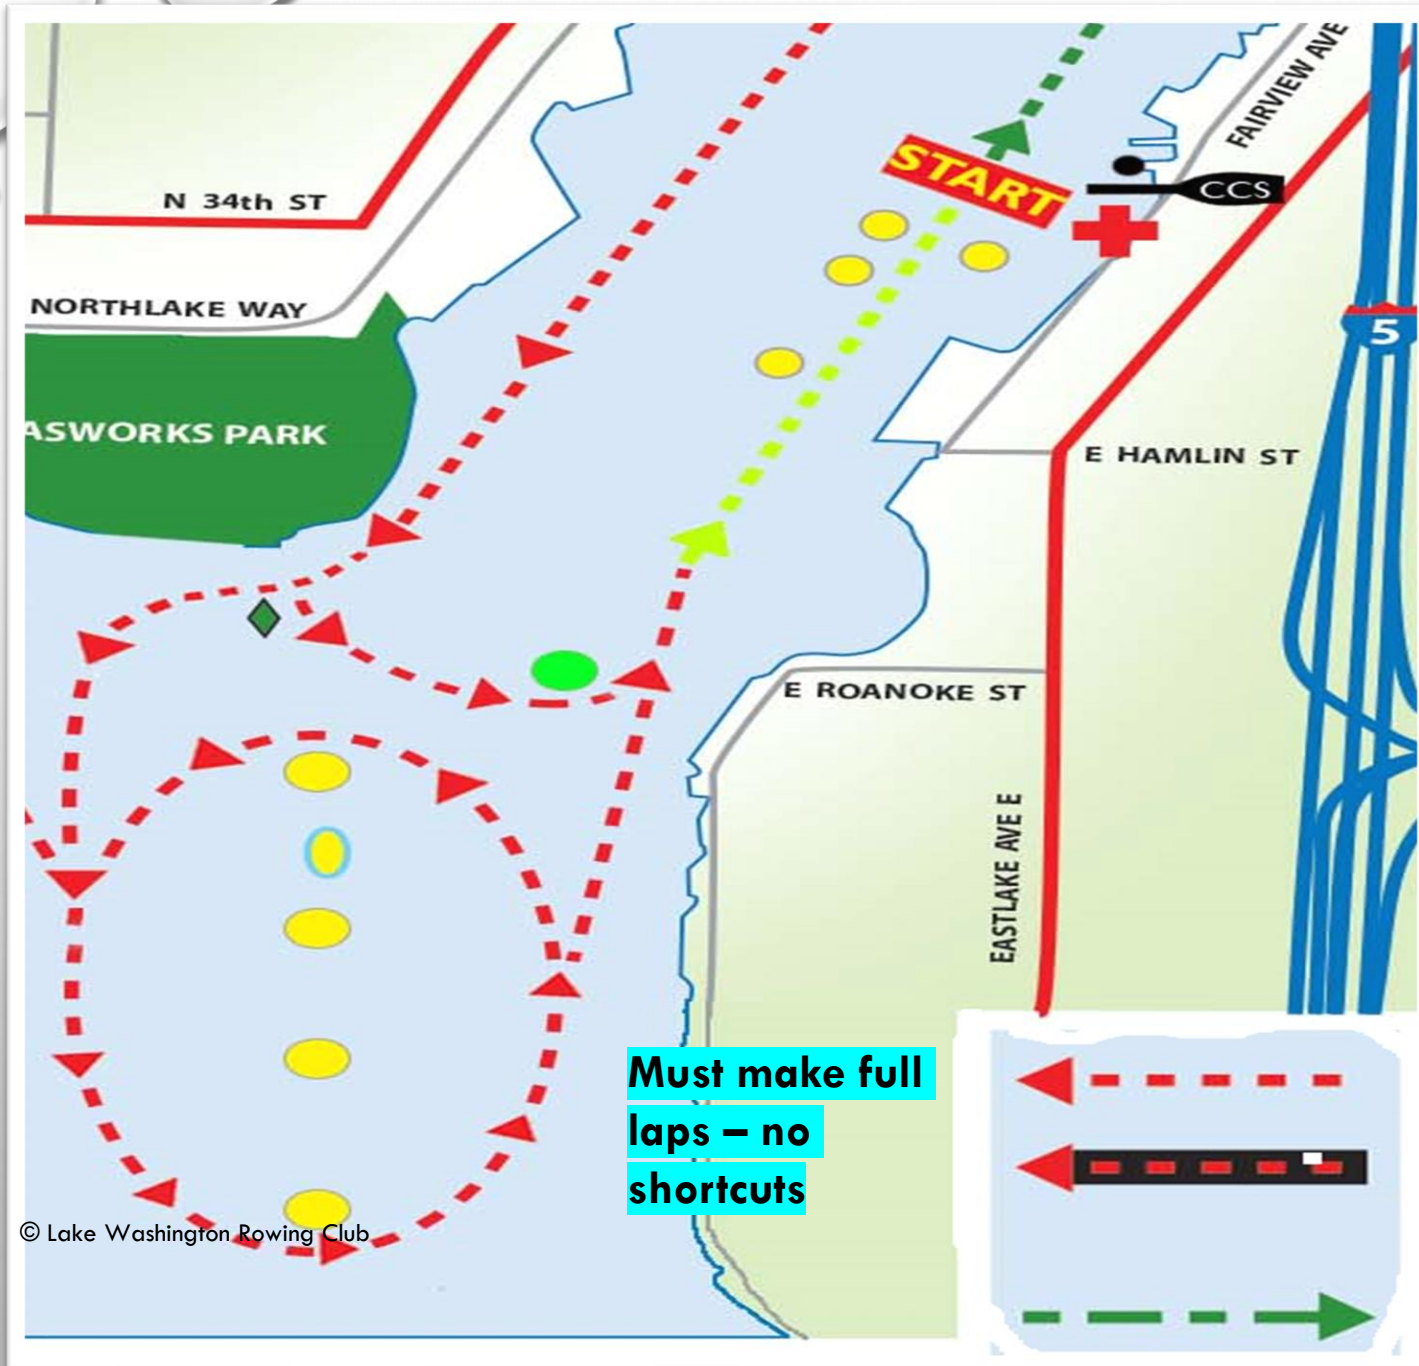 FAIRVIEW AVE
START
CCS
N 34th ST
NORTHLAKE WAY
5
ASWORKS PARK
E HAMLIN ST
E ROANOKE ST
EASTLAKE AVE E
Must make full
laps – no
shortcuts
© Lake Washington Rowing Club